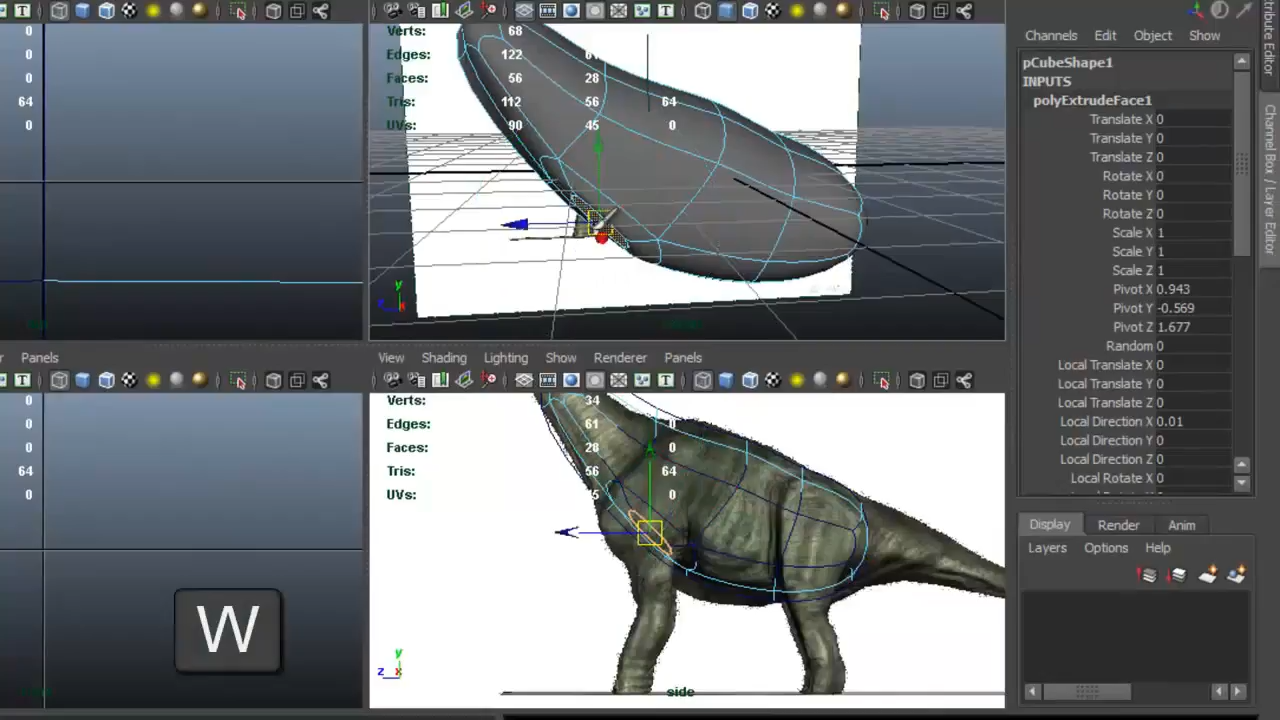 T
T
Channels Edit Object Show
Attribute Editor
Channel Box / Layer Editor
0
0
0
64
0
Verts: 68
Edges: 122
Faces: 56 28
Tris: 112 56 64
UVs: 90 45 0
pCubeShape1
INPUTS
polyExtrudeFace1
Translate X 0
Translate Y 0
Translate Z 0
Rotate X 0
Rotate Y 0
Rotate Z 0
Scale X 1
Scale Y 1
Scale Z 1
Pivot X 0.943
Pivot Y -0.569
Pivot Z 1.677
Random 0
Local Translate X 0
Local Translate Y 0
Local Translate Z 0
Local Direction X 0.01
Local Direction Y 0
Local Direction Z 0
Local Rotate X 0
y
z x
Panels
View Shading Lighting Show Renderer Panels
T
T
0
0
0
64
0
Verts: 34
Edges: 61 0
Faces: 28 0
Tris: 56 64
UVs: 0
Display Render Anim
Layers Options Help
W
y
z x
side